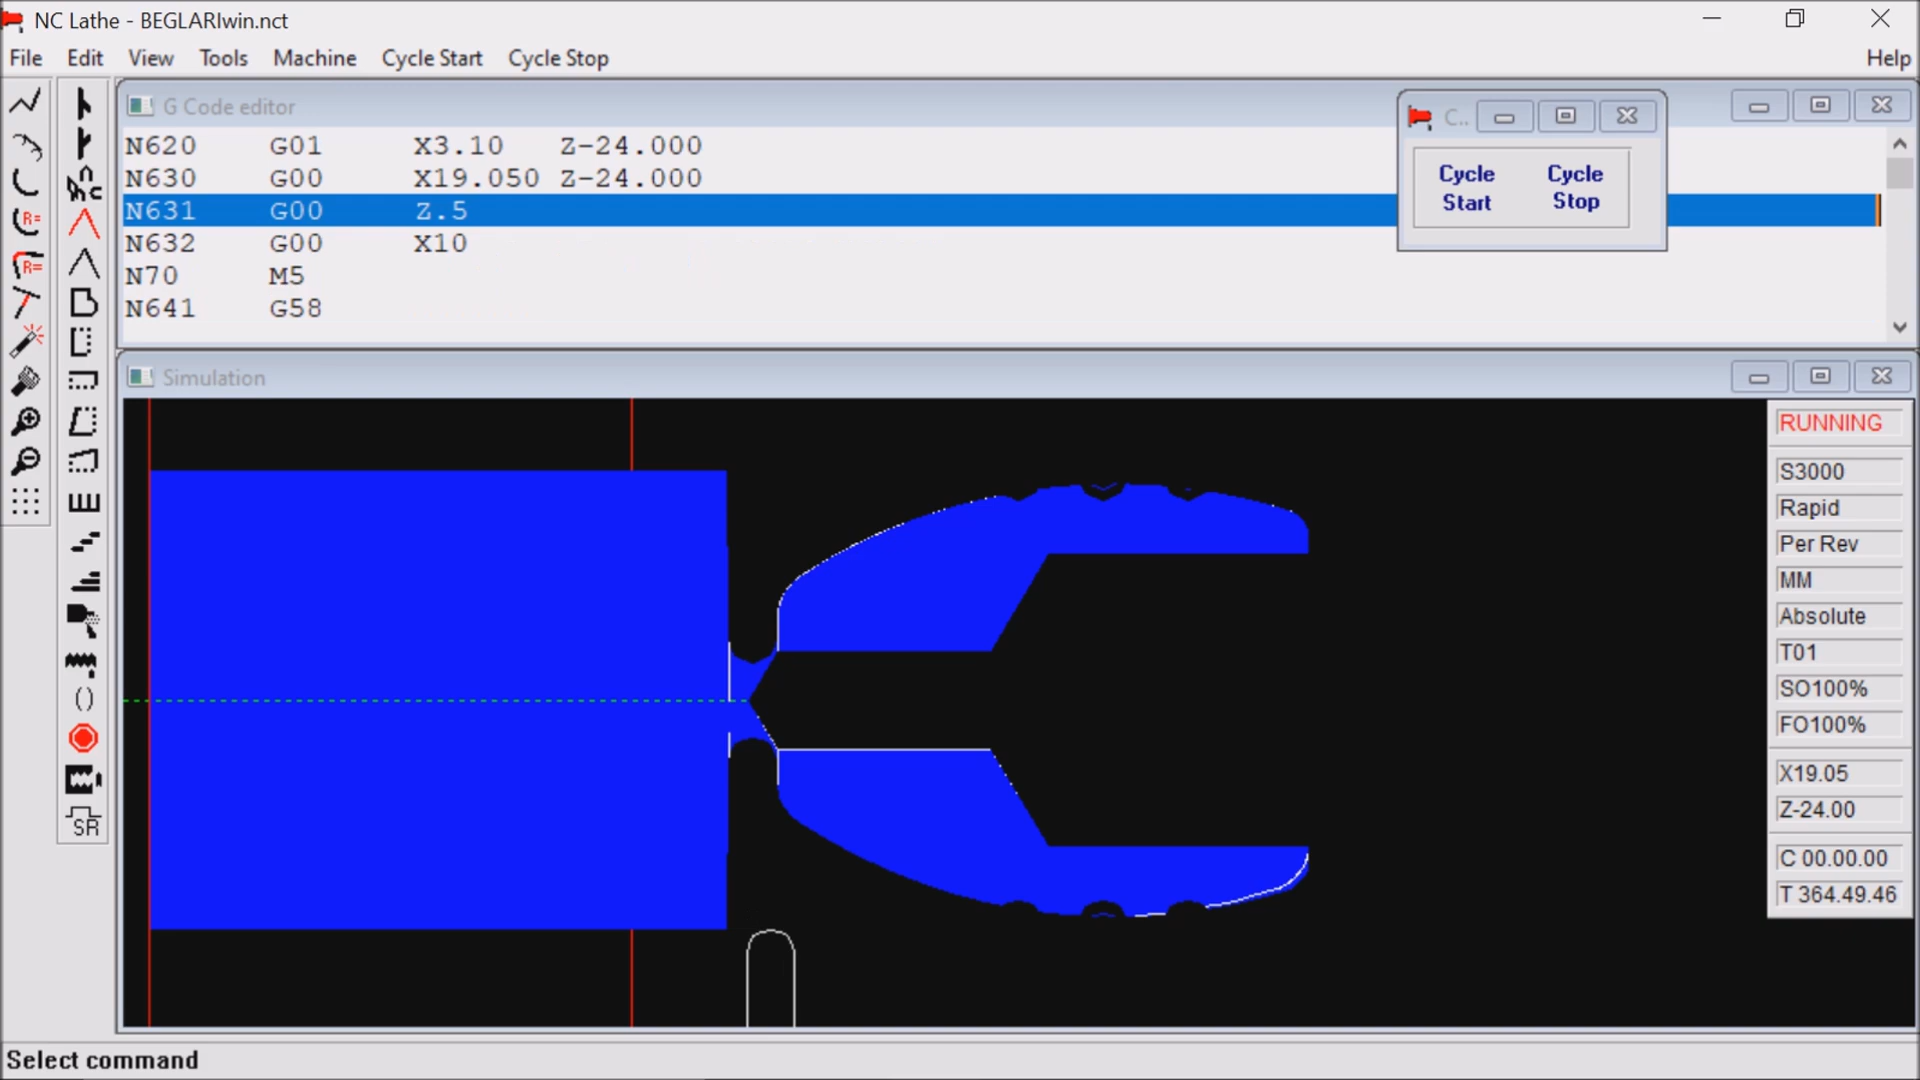 NC Lathe - BEGLARIwin.nct
File Edit View Tools Machine Cycle Start Cycle Stop Help
G Code editor
N620 G01 X3.10 Z-24.000
N630 G00 X19.050 Z-24.000
N631 G00 Z.5
N632 G00 X10
N70 M5
N641 G58
C..
Cycle Start
Cycle Stop
R=
R=
( )
SR
Simulation
RUNNING
S3000
Rapid
Per Rev
MM
Absolute
T01
SO100%
FO100%
X19.05
Z-24.00
C 00.00.00
T 364.49.46
Select command